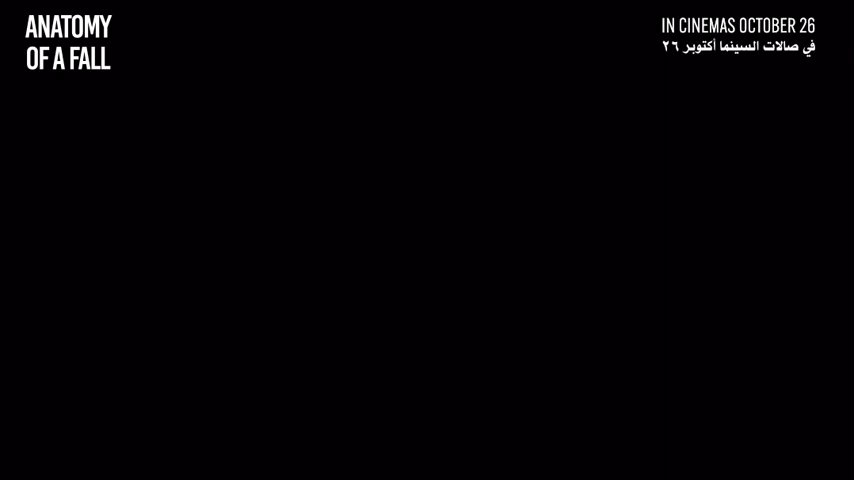 ANATOMY
OF A FALL
IN CINEMAS OCTOBER 26
في صالات السينما أكتوبر ٢٦